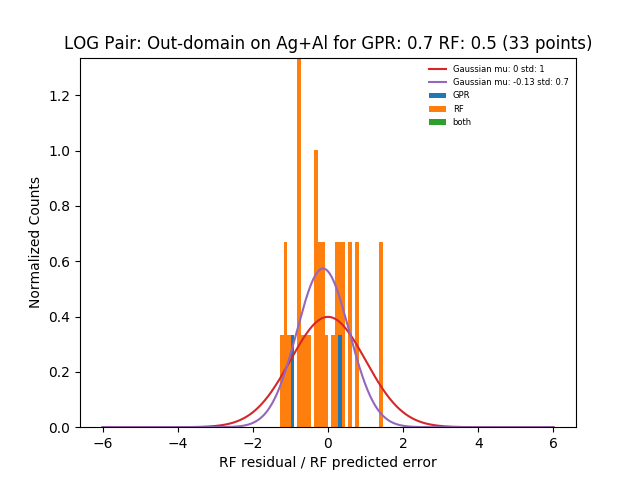 LOG Pair: Out-domain on Ag+Al for GPR: 0.7 RF: 0.5 (33 points)
Gaussian mu: 0 std: 1
Gaussian mu: -0.13 std: 0.7
GPR
RF
both
Normalized Counts
1.2
1.0
0.8
0.6
0.4
0.2
0.0
−6 −4 −2 0 2 4 6
RF residual / RF predicted error